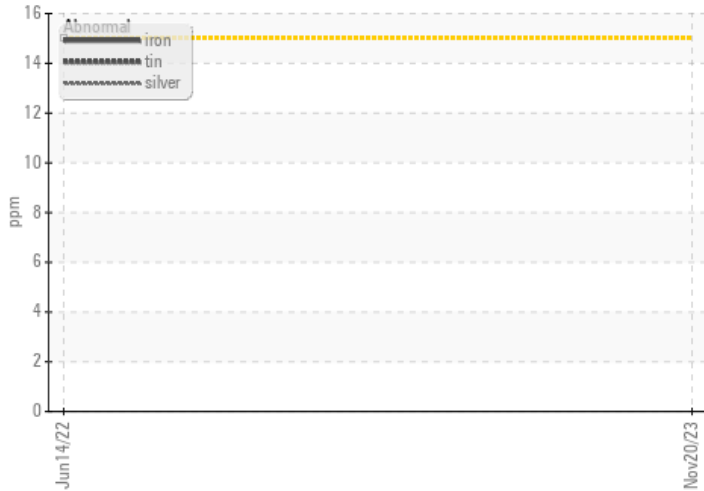 16
Abnormal
iron
tin
silver
14
12
10
8
6
4
2
0
ppm
Jun14/22
Nov20/23